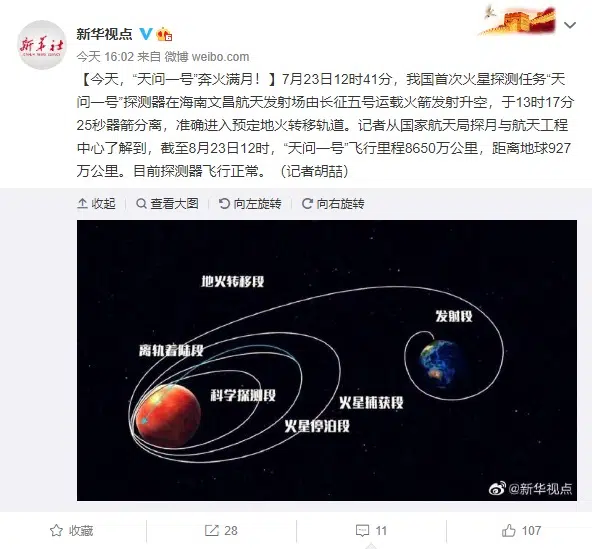 新华社
XINHUA NEWS AGENCY
新华视点
今天 16:02 来自 微博 weibo.com
【今天，“天问一号”奔火满月！】7月23日12时41分，我国首次火星探测任务“天
问一号”探测器在海南文昌航天发射场由长征五号运载火箭发射升空，于13时17分
25秒器箭分离，准确进入预定地火转移轨道。记者从国家航天局探月与航天工程
中心了解到，截至8月23日12时，“天问一号”飞行里程8650万公里，距离地球927
万公里。目前探测器飞行正常。（记者胡喆）
收起 查看大图 向左旋转 向右旋转
地火转移段
发射段
离轨着陆段
科学探测段
火星捕获段
火星停泊段
@新华视点
收藏 28 11 107